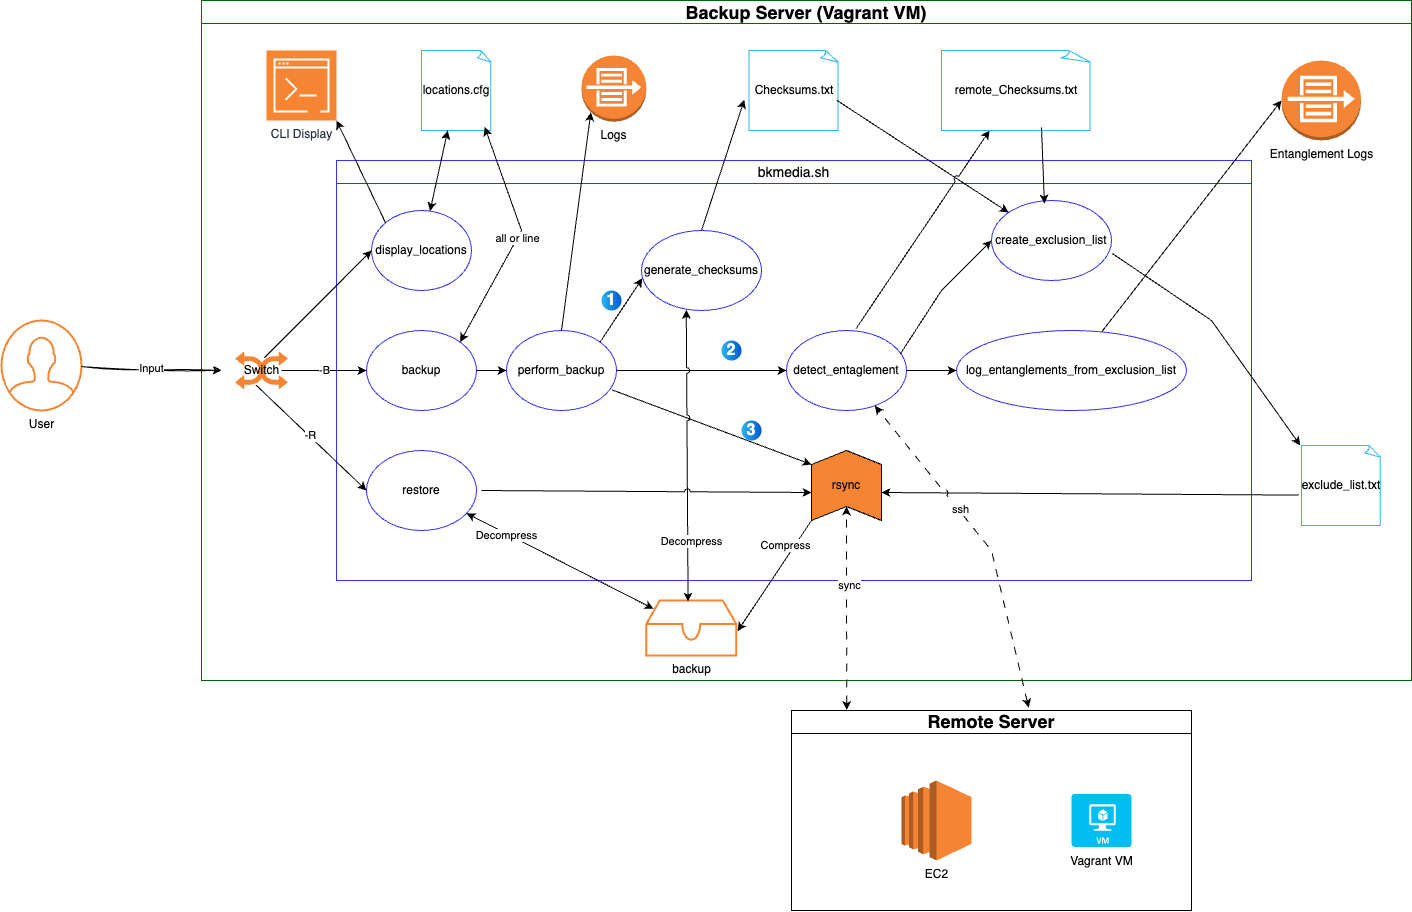 Backup Server (Vagrant VM)
CLI Display
locations.cfg
Logs
Checksums.txt
remote_Checksums.txt
Entanglement Logs
bkmedia.sh
display_locations
all or line
generate_checksums
create_exclusion_list
1
2
3
User
Input
Switch
-B
backup
perform_backup
detect_entaglement
log_entanglements_from_exclusion_list
-R
restore
rsync
exclude_list.txt
ssh
Decompress
Decompress
Compress
sync
backup
Remote Server
EC2
VM
Vagrant VM